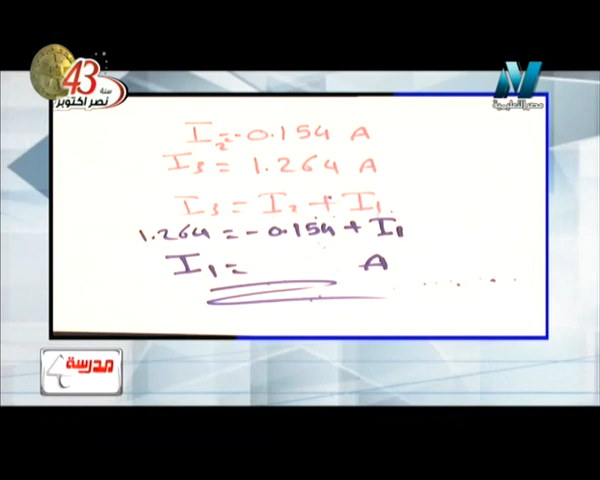 43 سنة
نصر اكتوبر
مصر التعليمية
I₂=-0.154 A
I₃ = 1.264 A
I₃ = I₂ + I₁.
1.264 = - 0.154 + I₁
I₁ = A
مدرسة